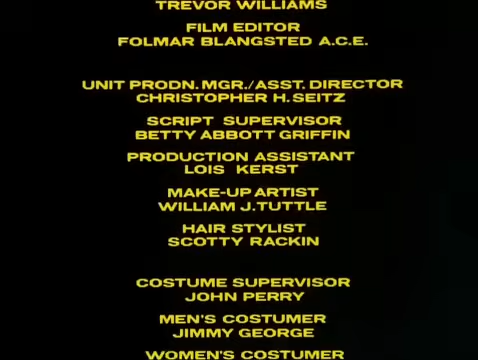 TREVOR WILLIAMS
FILM EDITOR
FOLMAR BLANGSTED A.C.E.
UNIT PRODN. MGR./ASST. DIRECTOR
CHRISTOPHER H. SEITZ
SCRIPT SUPERVISOR
BETTY ABBOTT GRIFFIN
PRODUCTION ASSISTANT
LOIS KERST
MAKE-UP ARTIST
WILLIAM J. TUTTLE
HAIR STYLIST
SCOTTY RACKIN
COSTUME SUPERVISOR
JOHN PERRY
MEN'S COSTUMER
JIMMY GEORGE
WOMEN'S COSTUMER